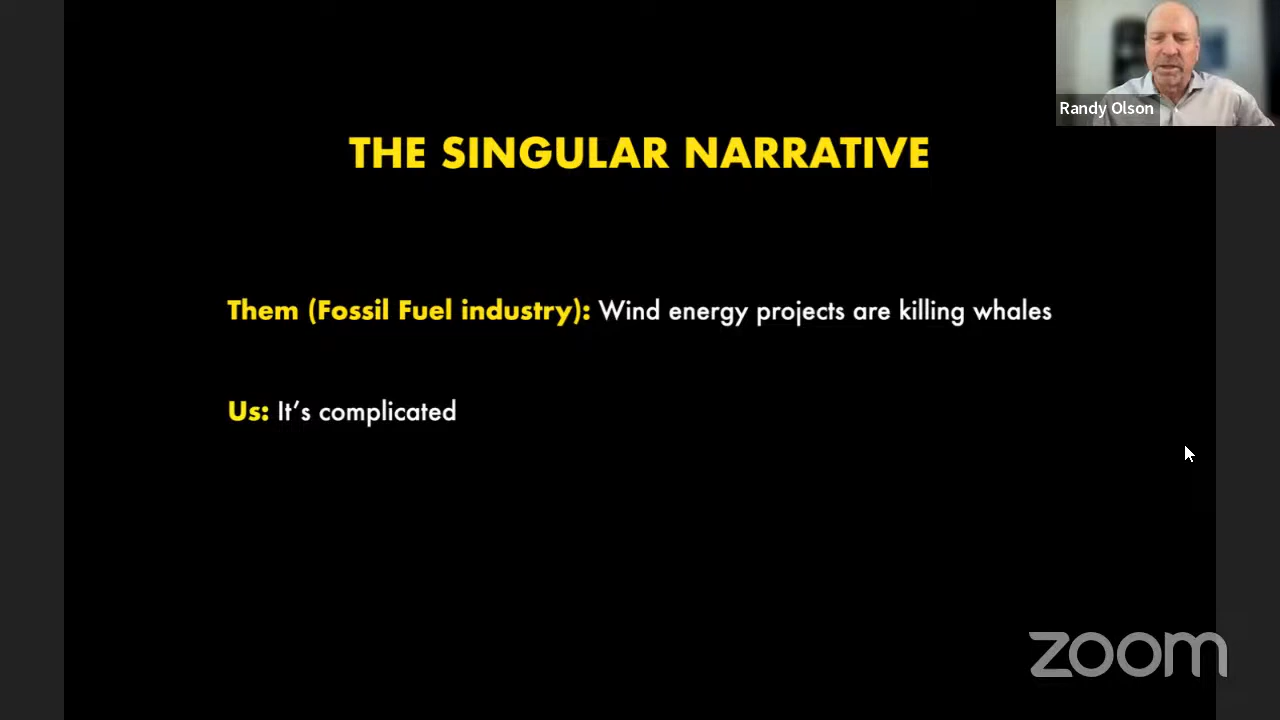 Randy Olson
THE SINGULAR NARRATIVE
Them (Fossil Fuel industry): Wind energy projects are killing whales
Us: It’s complicated
zoom